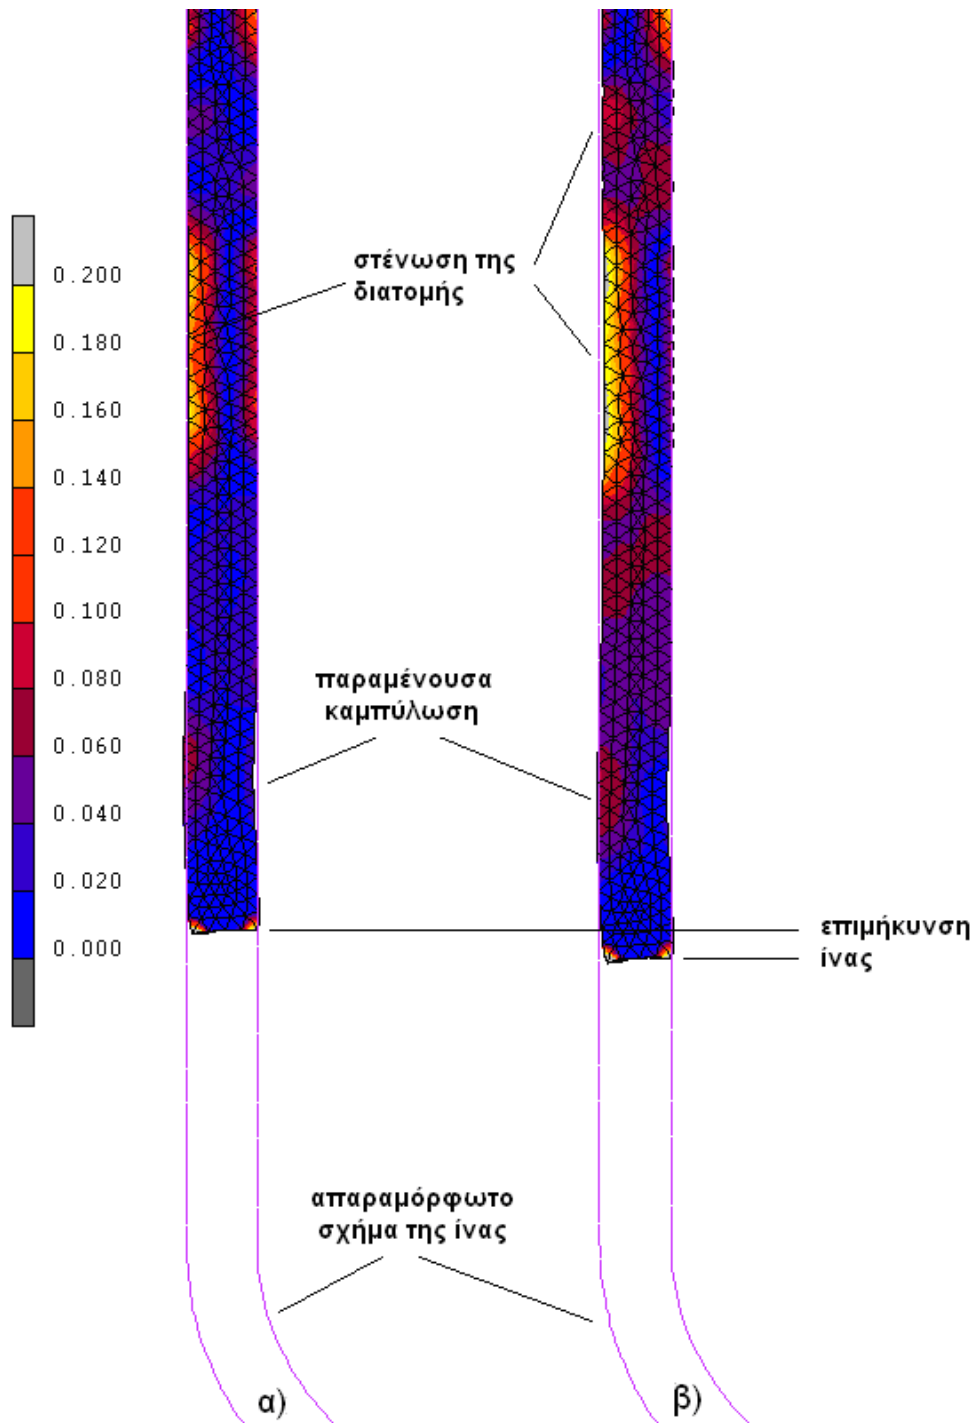 στένωση της
διατομής
0.200
0.180
0.160
0.140
0.120
0.100
0.080
0.060
0.040
0.020
0.000
παραμένουσα
καμπύλωση
επιμήκυνση
ίνας
απαραμόρφωτο
σχήμα της ίνας
α)
β)